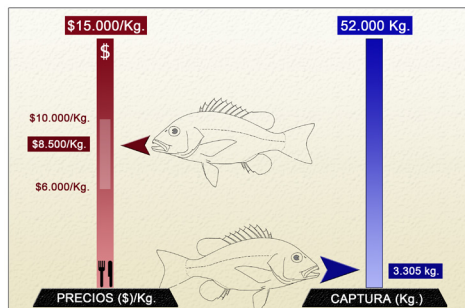 $15.000/Kg.
52.000 Kg.
$
$10.000/Kg.
$8.500/Kg.
$6.000/Kg.
3.305 kg.
PRECIOS ($)/Kg.
CAPTURA (Kg.)